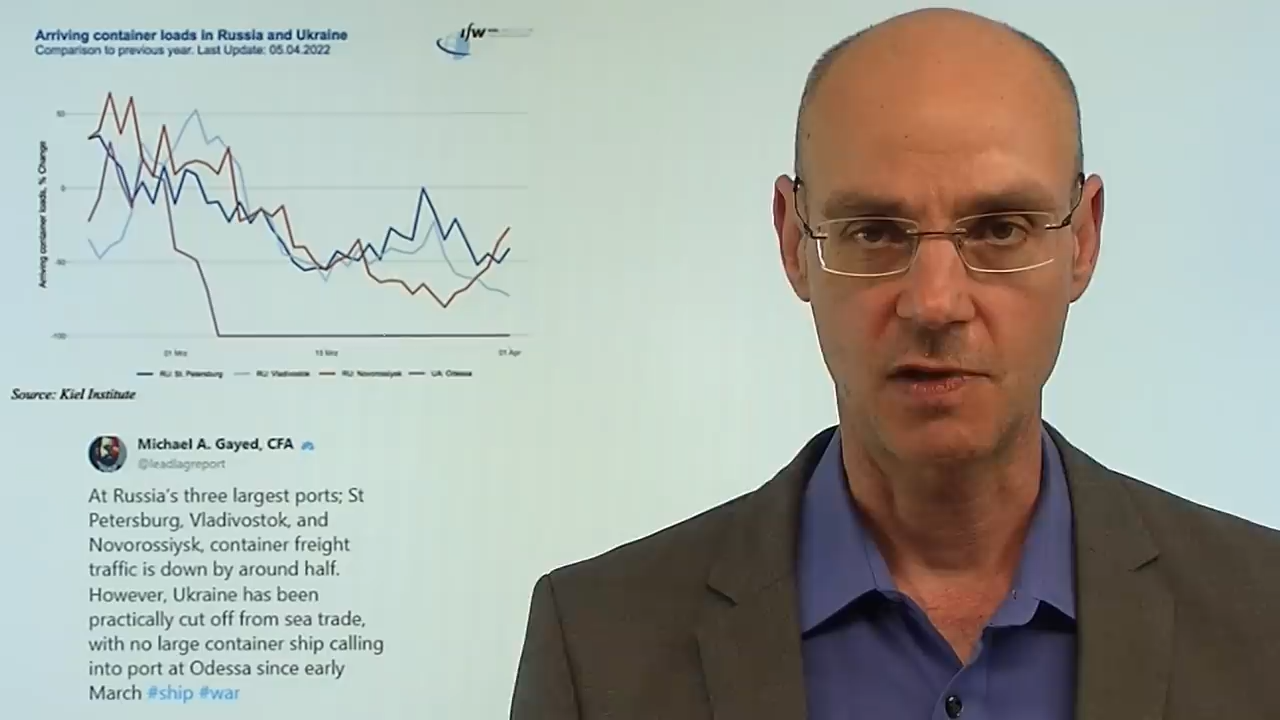 Arriving container loads in Russia and Ukraine
Comparison to previous year. Last Update: 05.04.2022
ifw
Arriving container loads, % Change
50
0
-50
-100
01 Mrz
15 Mrz
01 Apr
RU: St. Petersburg
RU: Vladivostok
RU: Novorossiysk
UA: Odessa
Source: Kiel Institute
Michael A. Gayed, CFA
@leadlagreport
At Russia's three largest ports; St
Petersburg, Vladivostok, and
Novorossiysk, container freight
traffic is down by around half.
However, Ukraine has been
practically cut off from sea trade,
with no large container ship calling
into port at Odessa since early
March #ship #war